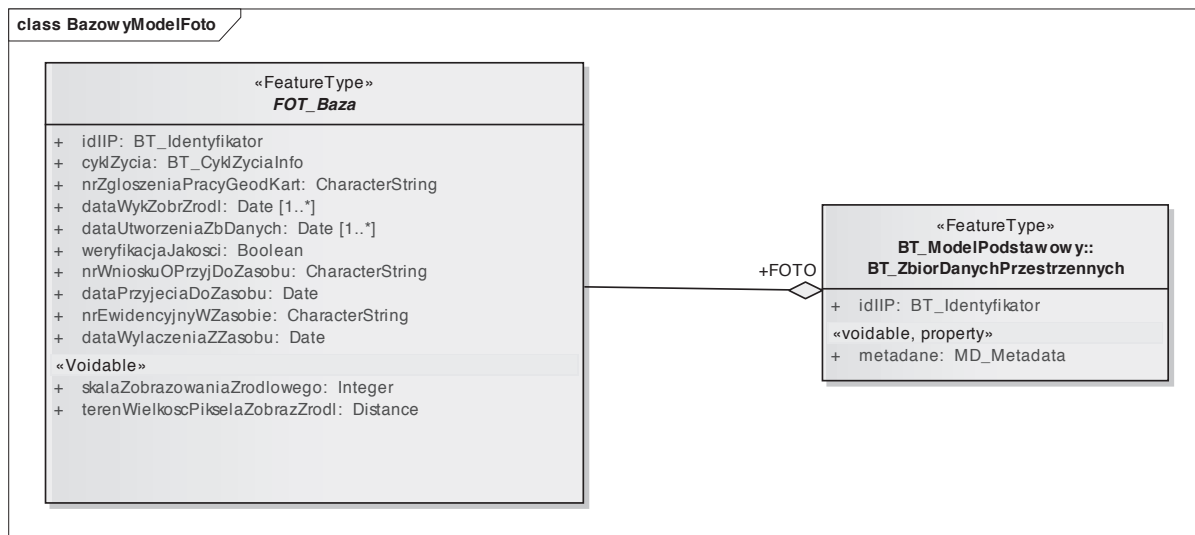 class BazowyModelFoto
«FeatureType»
FOT_Baza
+ idIIP: BT_Identyfikator
+ cyklZycia: BT_CyklZyciaInfo
+ nrZgloszeniaPracyGeodKart: CharacterString
+ dataWykZobrZrodl: Date [1..*]
+ dataUtworzeniaZbDanych: Date [1..*]
+ weryfikacjaJakosci: Boolean
+ nrWnioskuOPrzyjDoZasobu: CharacterString
+ dataPrzyjeciaDoZasobu: Date
+ nrEwidencyjnyWZasobie: CharacterString
+ dataWylaczeniaZZasobu: Date
«Voidable»
+ skalaZobrazowaniaZrodlowego: Integer
+ terenWielkoscPikselaZobrazZrodl: Distance
+FOTO
«FeatureType»
BT_ModelPodstawowy::
BT_ZbiorDanychPrzestrzennych
+ idIIP: BT_Identyfikator
«voidable, property»
+ metadane: MD_Metadata